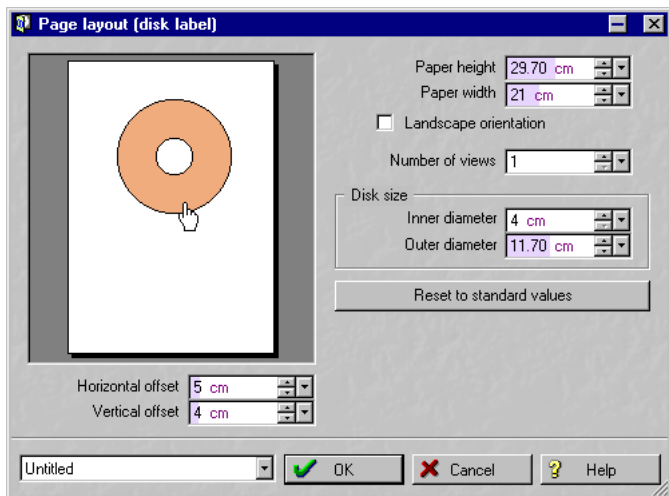 Page layout (disk label)
Paper height 29.70 cm
Paper width 21 cm
Landscape orientation
Number of views 1
Disk size
Inner diameter 4 cm
Outer diameter 11.70 cm
Reset to standard values
Horizontal offset 5 cm
Vertical offset 4 cm
Untitled OK Cancel ? Help